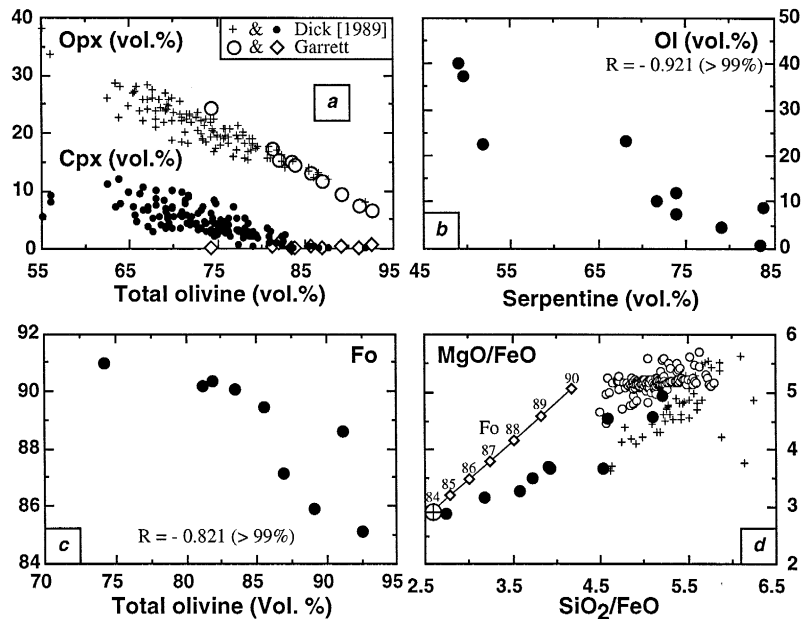 Opx (vol.%)
+ & ● Dick [1989]
○ & ◇ Garrett
a
Cpx (vol.%)
40
30
20
10
0
55
65
75
85
95
Total olivine (vol.%)
Ol (vol.%)
R = - 0.921 (> 99%)
b
50
40
30
20
10
0
45
55
65
75
85
Serpentine (vol.%)
Fo
R = - 0.821 (> 99%)
c
92
90
88
86
84
70
75
80
85
90
95
Total olivine (Vol. %)
MgO/FeO
Fo
84
85
86
87
88
89
90
d
6
5
4
3
2
2.5
3.5
4.5
5.5
6.5
SiO2/FeO